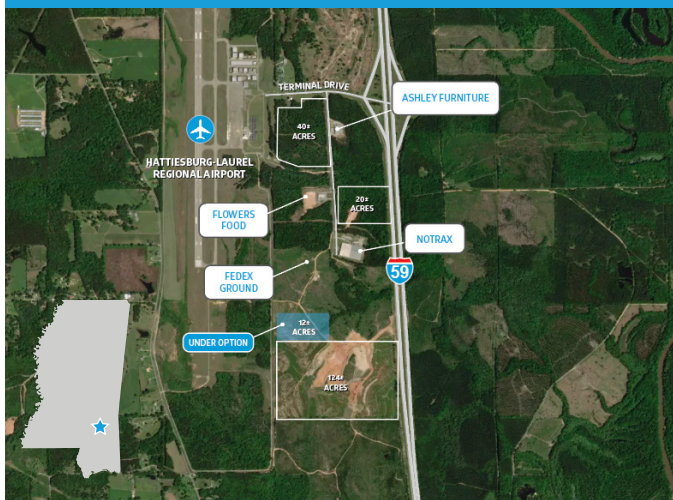 TERMINAL DRIVE
ASHLEY FURNITURE
40±
ACRES
HATTIESBURG-LAUREL
REGIONAL AIRPORT
20±
ACRES
FLOWERS
FOOD
NOTRAX
FEDEX
GROUND
59
12±
ACRES
UNDER OPTION
124±
ACRES